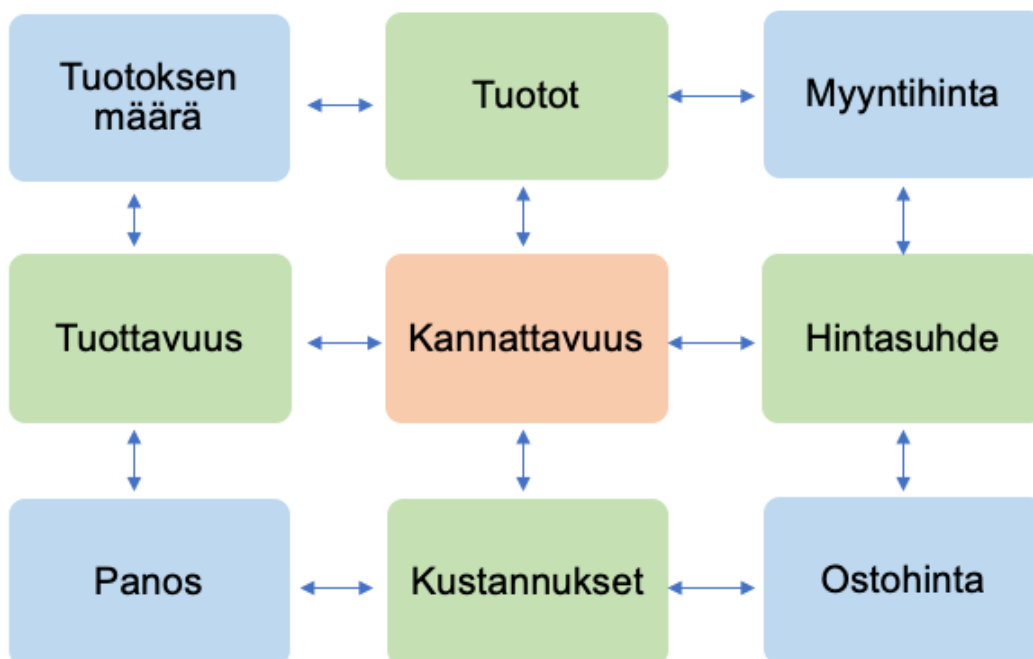 Tuotoksen
määrä
Tuotot
Myyntihinta
Tuottavuus
Kannattavuus
Hintasuhde
Panos
Kustannukset
Ostohinta